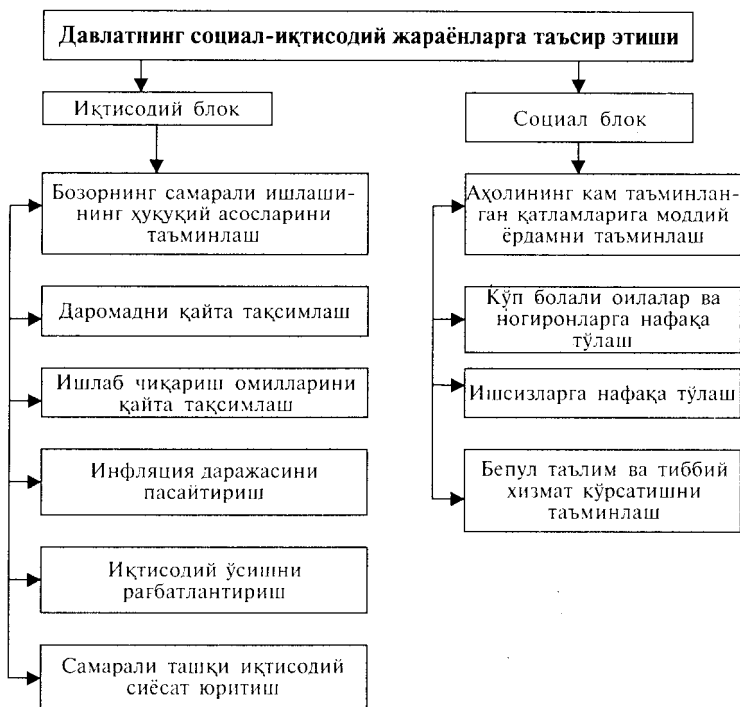 Давлатнинг социал-иқтисодий жараёнларга таъсир этиши
Иқтисодий блок
Бозорнинг самарали ишлаши-
нинг ҳуқуқий асосларини
таъминлаш
Даромадни қайта тақсимлаш
Ишлаб чиқариш омилларини
қайта тақсимлаш
Инфляция даражасини
пасайтириш
Иқтисодий ўсишни
рағбатлантириш
Самарали ташқи иқтисодий
сиёсат юритиш
Социал блок
Аҳолининг кам таъминлан-
ган қатламларига моддий
ёрдамни таъминлаш
Кўп болали оилалар ва
ногиронларга нафақа
тўлаш
Ишсизларга нафақа тўлаш
Бепул таълим ва тиббий
хизмат кўрсатишни
таъминлаш